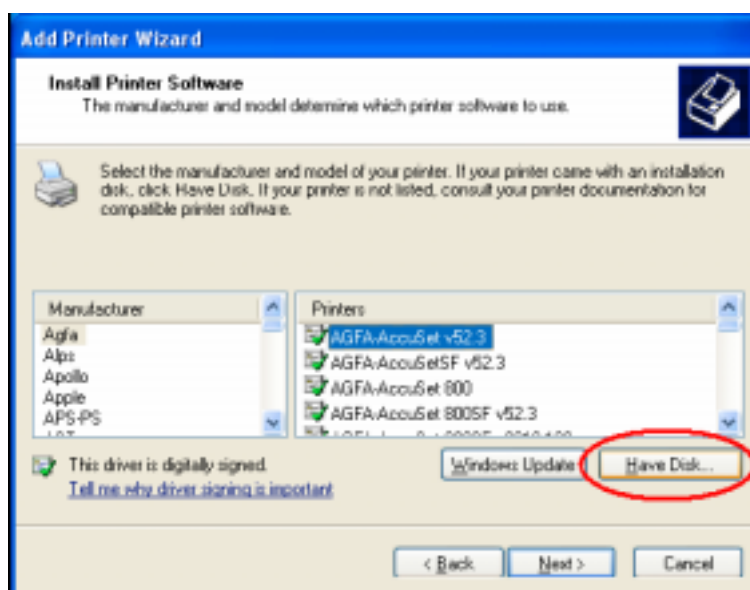 Add Printer Wizard
Install Printer Software
The manufacturer and model determine which printer software to use.
Select the manufacturer and model of your printer. If your printer came with an installation
disk, click Have Disk. If your printer is not listed, consult your printer documentation for
compatible printer software.
Manufacturer
Agfa
Alps
Apollo
Apple
APS-PS
Printers
AGFA-AccuSet v52.3
AGFA-AccuSetSF v52.3
AGFA-AccuSet 800
AGFA-AccuSet 800SF v52.3
This driver is digitally signed.
Tell me why driver signing is important
Windows Update
Have Disk...
< Back
Next >
Cancel